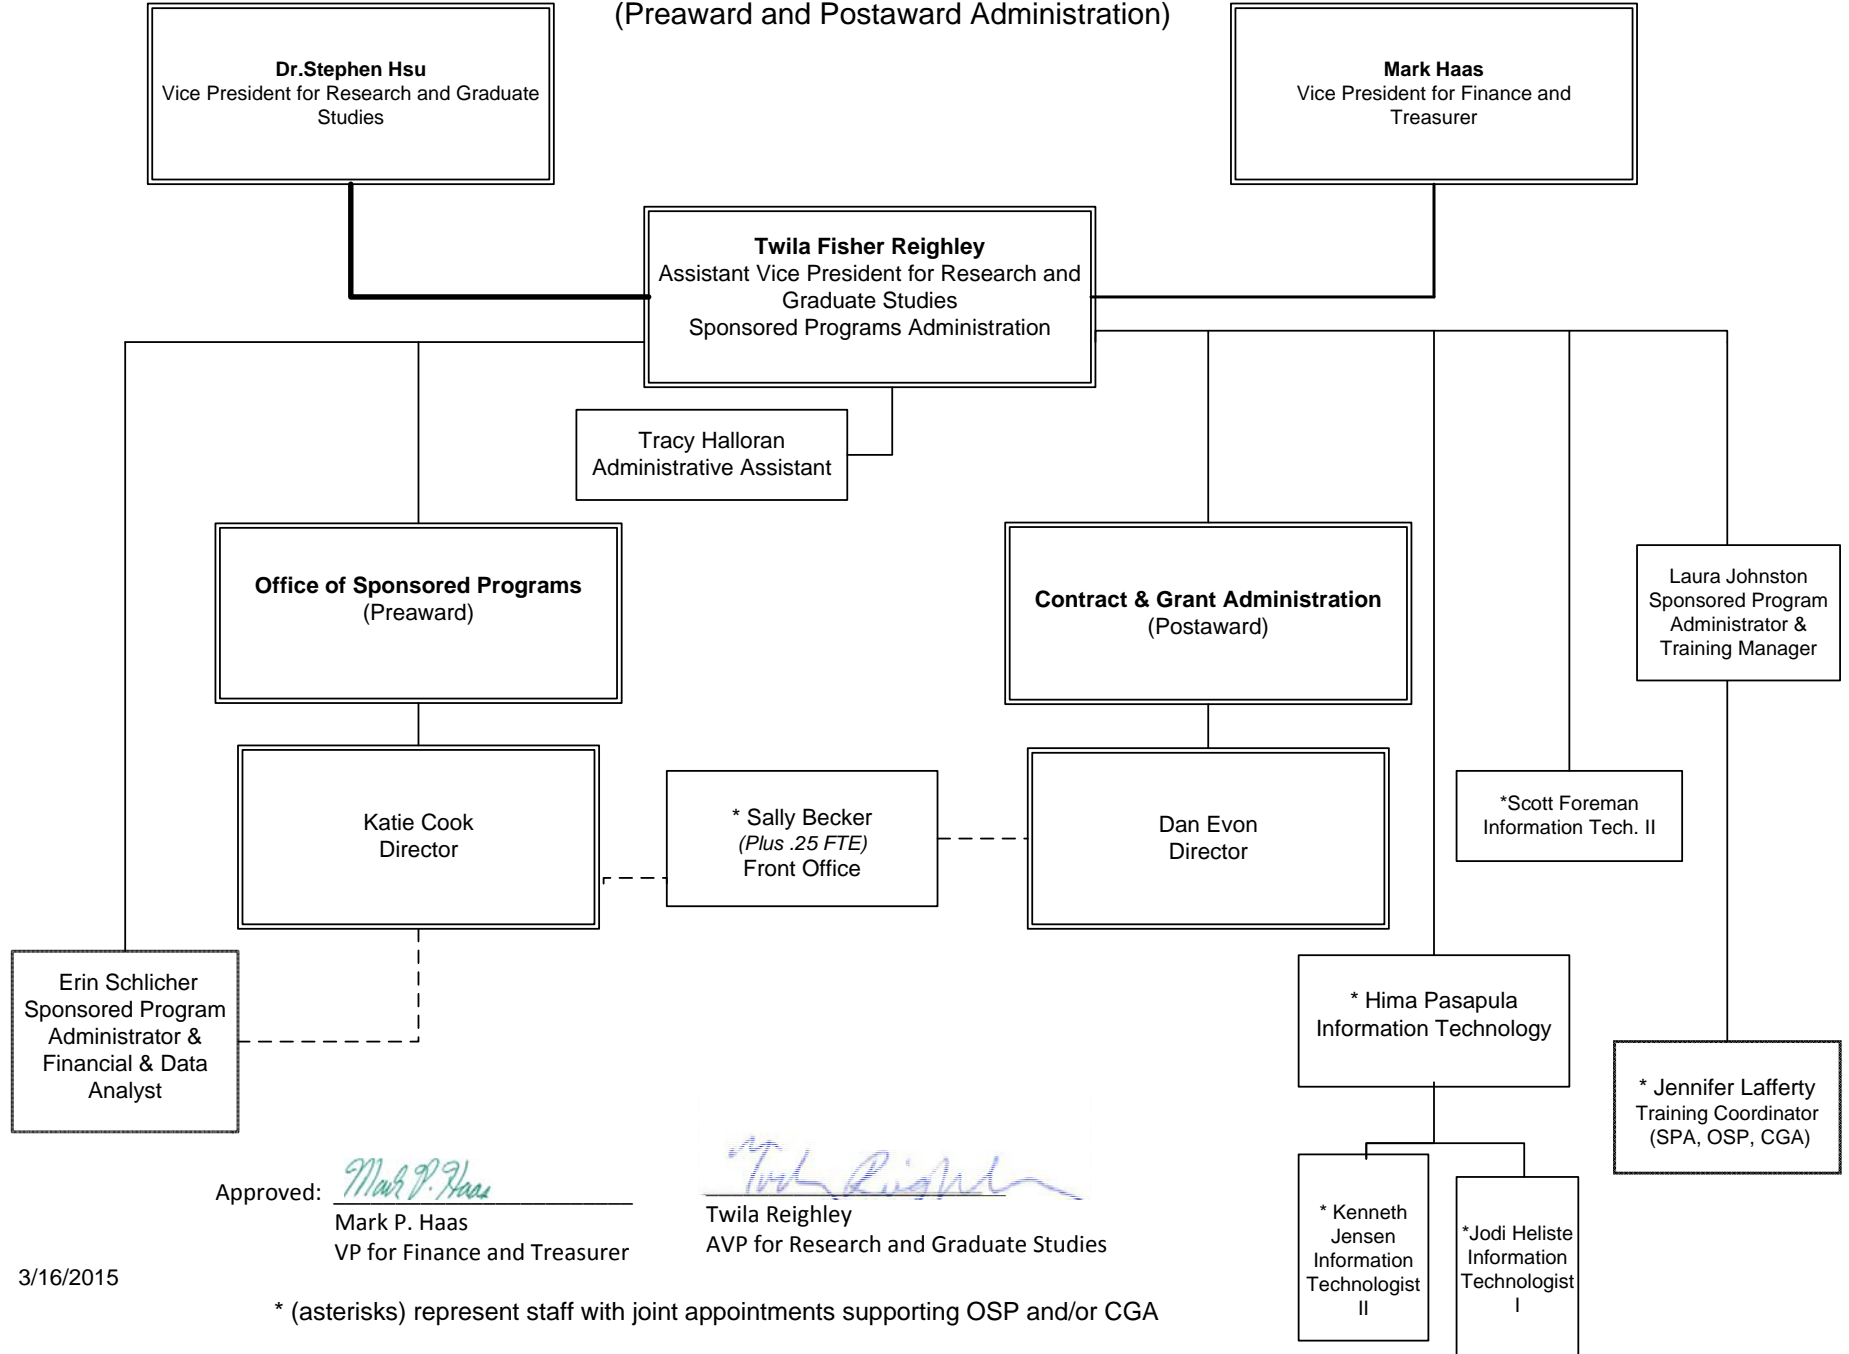 (Preaward and Postaward Administration)
Dr.Stephen Hsu
Vice President for Research and Graduate
Studies
Mark Haas
Vice President for Finance and
Treasurer
Twila Fisher Reighley
Assistant Vice President for Research and
Graduate Studies
Sponsored Programs Administration
Tracy Halloran
Administrative Assistant
Office of Sponsored Programs
(Preaward)
Contract & Grant Administration
(Postaward)
Laura Johnston
Sponsored Program
Administrator &
Training Manager
Katie Cook
Director
* Sally Becker
(Plus .25 FTE)
Front Office
Dan Evon
Director
*Scott Foreman
Information Tech. II
Erin Schlicher
Sponsored Program
Administrator &
Financial & Data
Analyst
* Hima Pasapula
Information Technology
* Jennifer Lafferty
Training Coordinator
(SPA, OSP, CGA)
* Kenneth
Jensen
Information
Technologist
II
*Jodi Heliste
Information
Technologist
I
Approved: Mark P. Haas
Mark P. Haas
VP for Finance and Treasurer
Twila Reighley
Twila Reighley
AVP for Research and Graduate Studies
3/16/2015
* (asterisks) represent staff with joint appointments supporting OSP and/or CGA